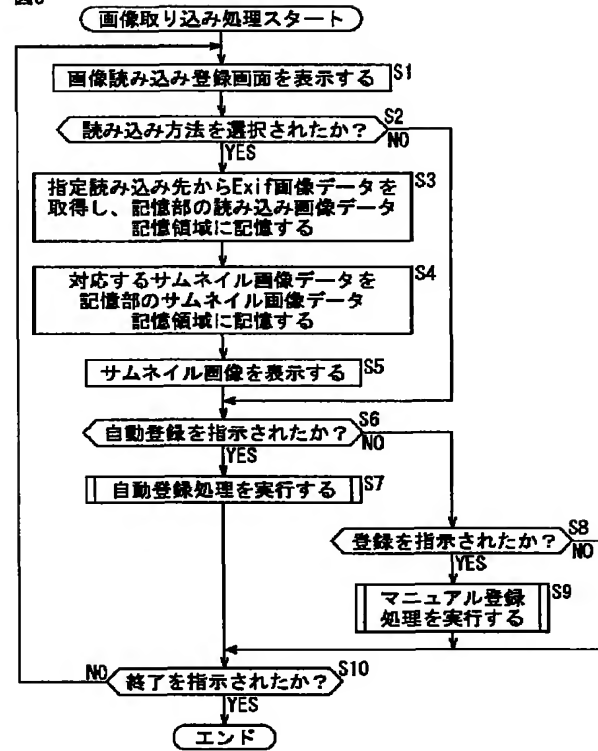 画像取り込み処理スタート
画像読み込み登録画面を表示する
S1
読み込み方法を選択されたか？
S2
NO
YES
指定読み込み先からExif画像データを
取得し、記憶部の読み込み画像データ
記憶領域に記憶する
S3
対応するサムネイル画像データを
記憶部のサムネイル画像データ
記憶領域に記憶する
S4
サムネイル画像を表示する
S5
自動登録を指示されたか？
S6
NO
YES
自動登録処理を実行する
S7
登録を指示されたか？
S8
NO
YES
マニュアル登録
処理を実行する
S9
NO
終了を指示されたか？
S10
YES
エンド